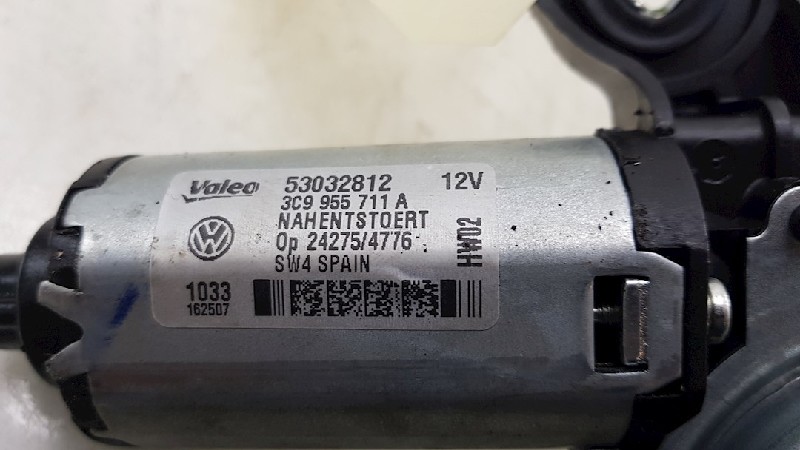 Valeo 53032812 12V
3C9 955 711 A
NAHENTSTOERT
Op 24275/4776
SW4 SPAIN
HW02
1033
162507